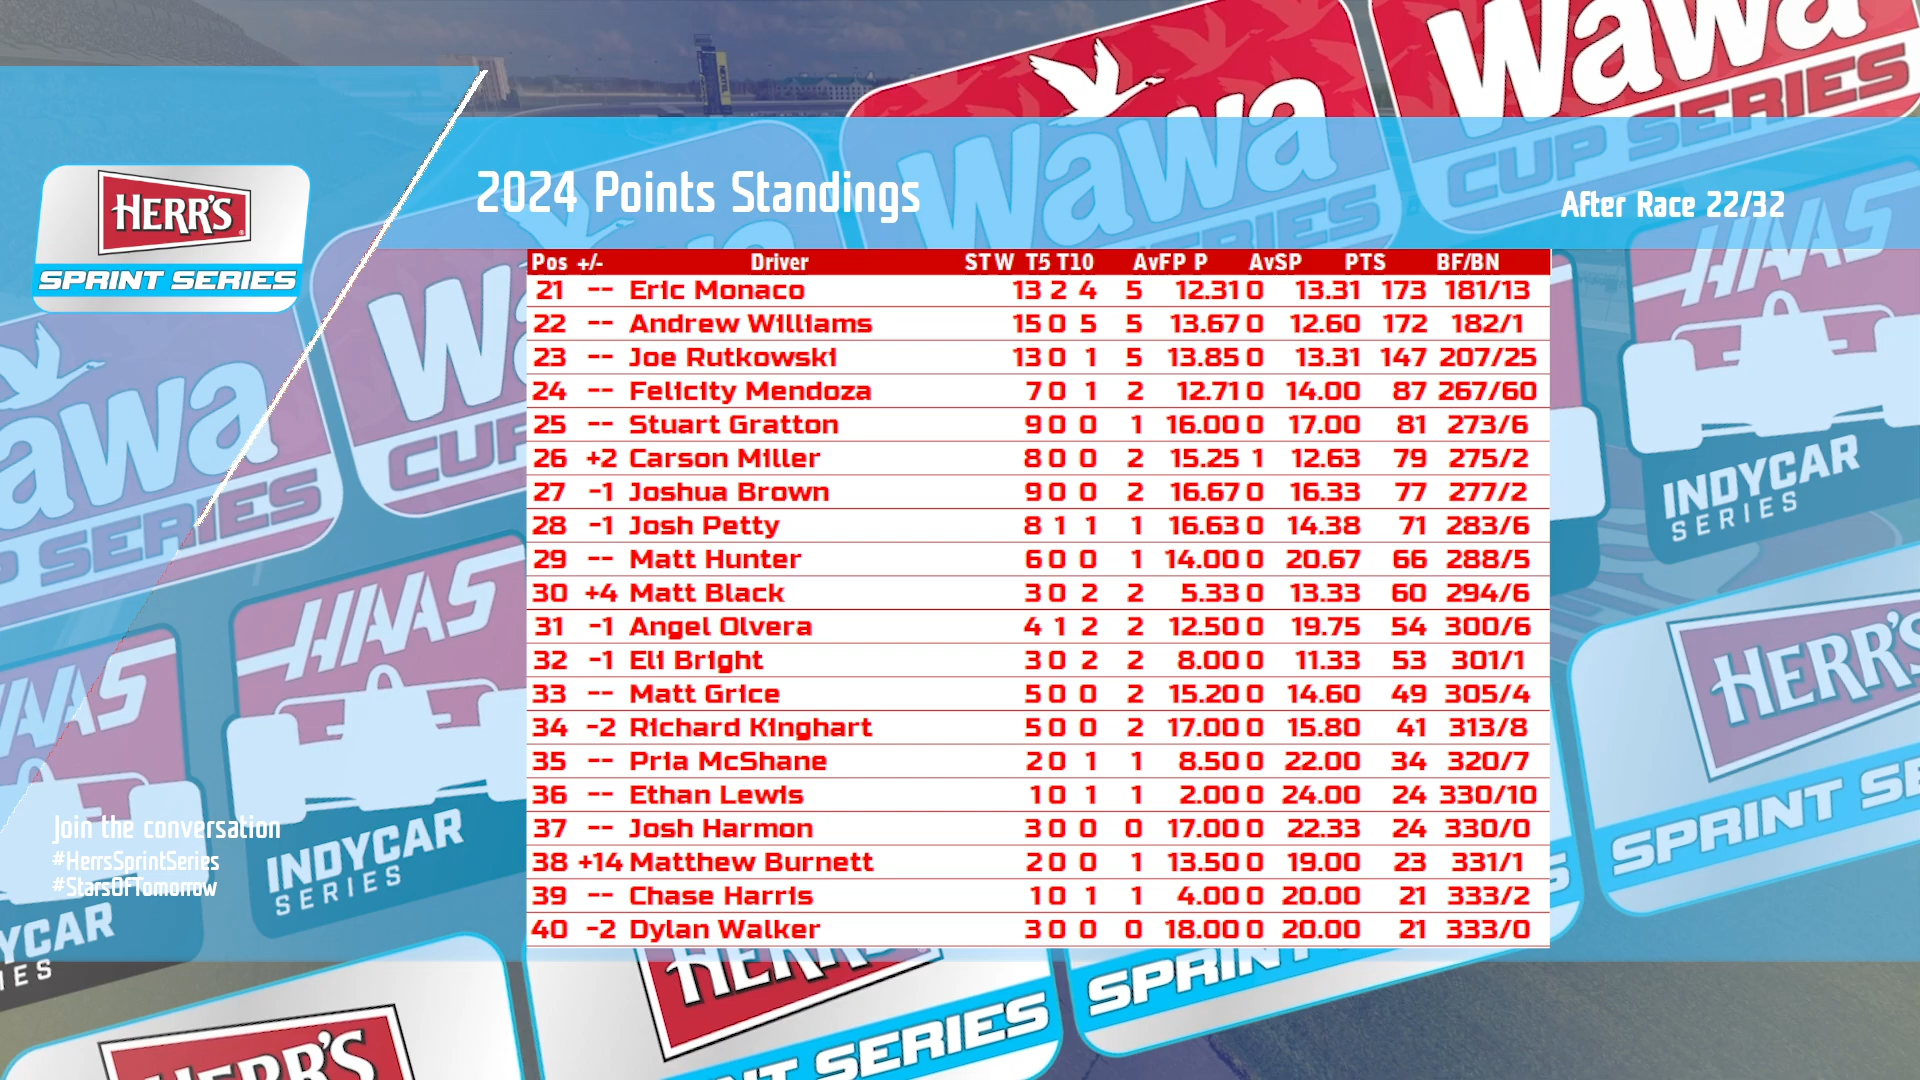 Wawa
CUP SERIES
Wawa
CUP SERIES
HERR'S
SPRINT SERIES
2024 Points Standings
After Race 22/32
Pos +/- Driver ST W T5 T10 AvFP P AvSP PTS BF/BN
21 -- Eric Monaco 13 2 4 5 12.31 0 13.31 173 181/13
22 -- Andrew Williams 15 0 5 5 13.67 0 12.60 172 182/1
23 -- Joe Rutkowski 13 0 1 5 13.85 0 13.31 147 207/25
24 -- Felicity Mendoza 7 0 1 2 12.71 0 14.00 87 267/60
25 -- Stuart Gratton 9 0 0 1 16.00 0 17.00 81 273/6
26 +2 Carson Miller 8 0 0 2 15.25 1 12.63 79 275/2
27 -1 Joshua Brown 9 0 0 2 16.67 0 16.33 77 277/2
28 -1 Josh Petty 8 1 1 1 16.63 0 14.38 71 283/6
29 -- Matt Hunter 6 0 0 1 14.00 0 20.67 66 288/5
30 +4 Matt Black 3 0 2 2 5.33 0 13.33 60 294/6
31 -1 Angel Olvera 4 1 2 2 12.50 0 19.75 54 300/6
32 -1 Eli Bright 3 0 2 2 8.00 0 11.33 53 301/1
33 -- Matt Grice 5 0 0 2 15.20 0 14.60 49 305/4
34 -2 Richard Kinghart 5 0 0 2 17.00 0 15.80 41 313/8
35 -- Pria McShane 2 0 1 1 8.50 0 22.00 34 320/7
36 -- Ethan Lewis 1 0 1 1 2.00 0 24.00 24 330/10
37 -- Josh Harmon 3 0 0 0 17.00 0 22.33 24 330/0
38 +14 Matthew Burnett 2 0 0 1 13.50 0 19.00 23 331/1
39 -- Chase Harris 1 0 1 1 4.00 0 20.00 21 333/2
40 -2 Dylan Walker 3 0 0 0 18.00 0 20.00 21 333/0
Join the conversation
#HerrsSprintSeries
#StarsOfTomorrow
HAAS
INDYCAR
SERIES
HAAS
INDYCAR
SERIES
HERR'S
SPRINT SERIES
HERR'S